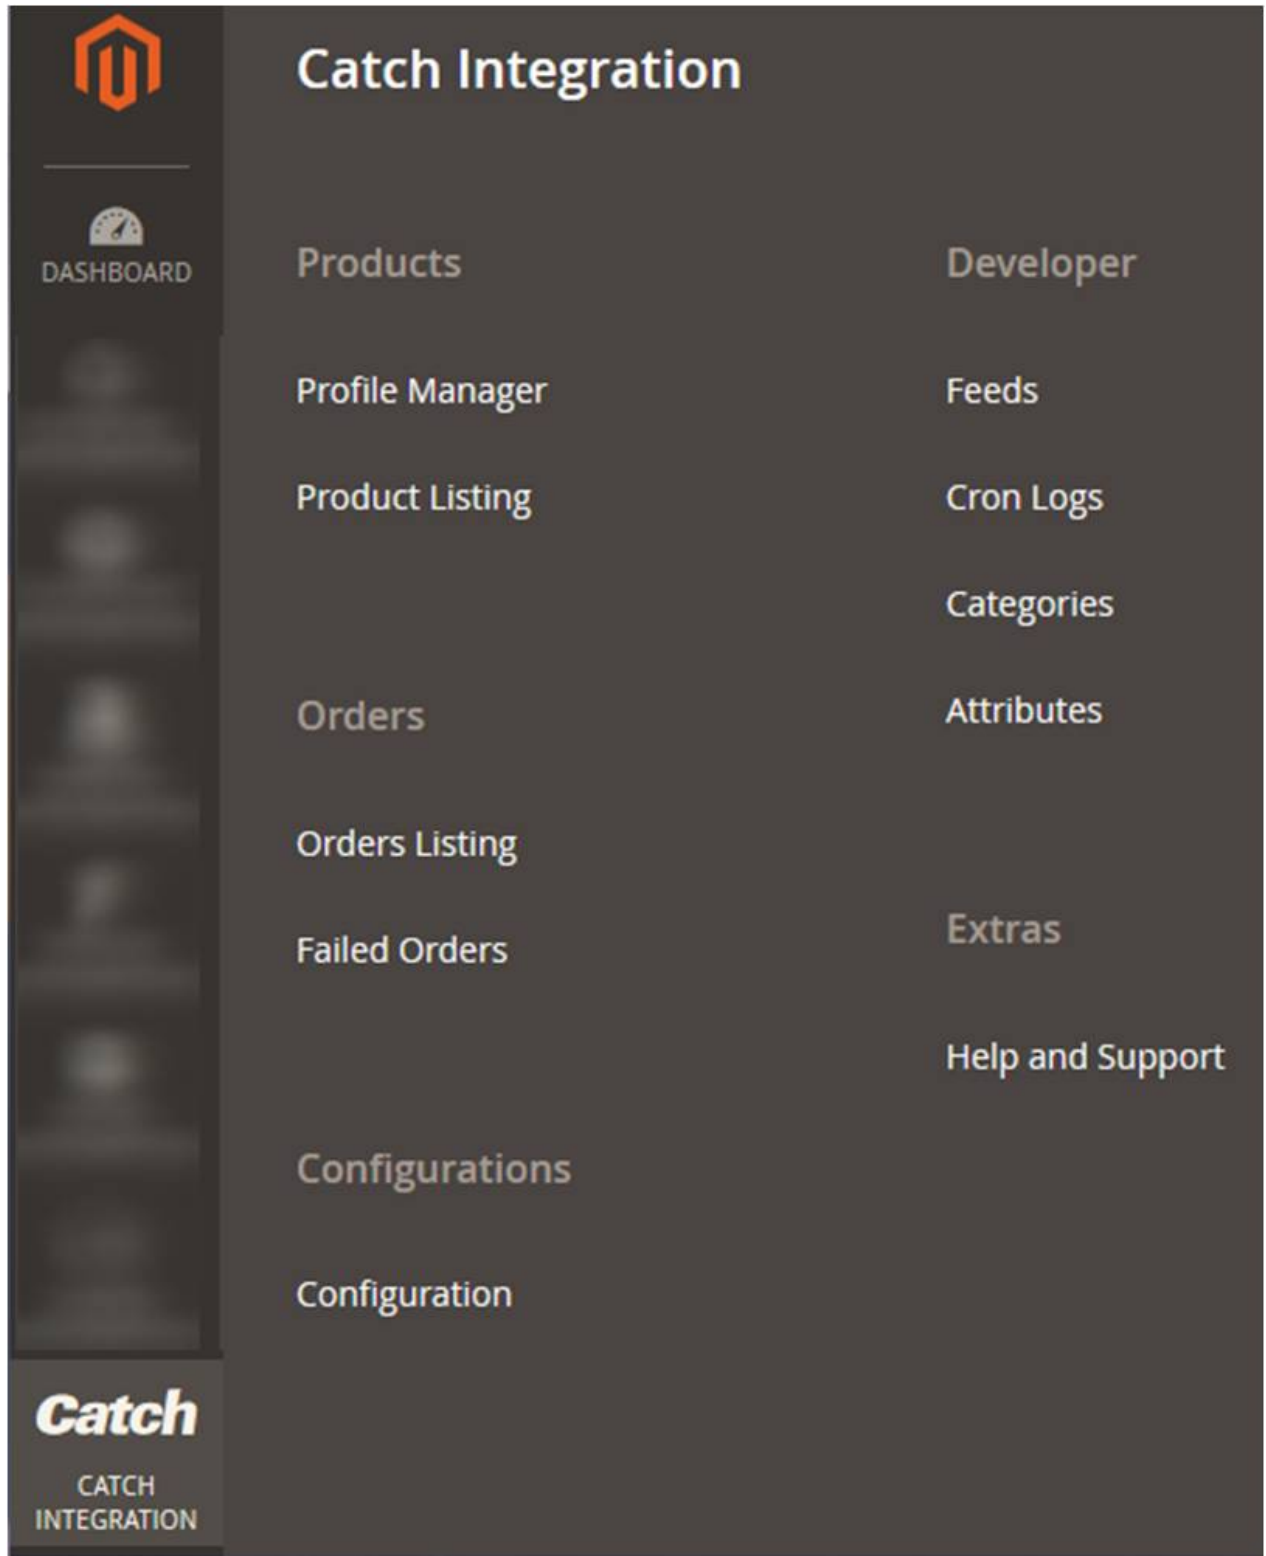 DASHBOARD
Catch
CATCH
INTEGRATION
Catch Integration
Products
Profile Manager
Product Listing
Orders
Orders Listing
Failed Orders
Configurations
Configuration
Developer
Feeds
Cron Logs
Categories
Attributes
Extras
Help and Support